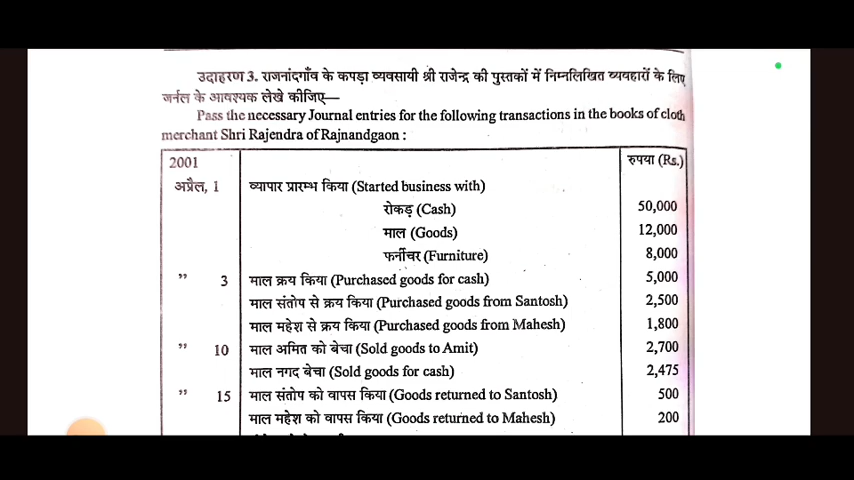 उदाहरण 3. राजनांदगाँव के कपड़ा व्यवसायी श्री राजेन्द्र की पुस्तकों में निम्नलिखित व्यवहारों के लिए
जर्नल के आवश्यक लेखे कीजिए—
Pass the necessary Journal entries for the following transactions in the books of cloth
merchant Shri Rajendra of Rajnandgaon :
2001 रुपया (Rs.)
अप्रैल, 1 व्यापार प्रारम्भ किया (Started business with)
रोकड़ (Cash) 50,000
माल (Goods) 12,000
फर्नीचर (Furniture) 8,000
” 3 माल क्रय किया (Purchased goods for cash) 5,000
माल संतोष से क्रय किया (Purchased goods from Santosh) 2,500
माल महेश से क्रय किया (Purchased goods from Mahesh) 1,800
” 10 माल अमित को बेचा (Sold goods to Amit) 2,700
माल नगद बेचा (Sold goods for cash) 2,475
” 15 माल संतोष को वापस किया (Goods returned to Santosh) 500
माल महेश को वापस किया (Goods returned to Mahesh) 200